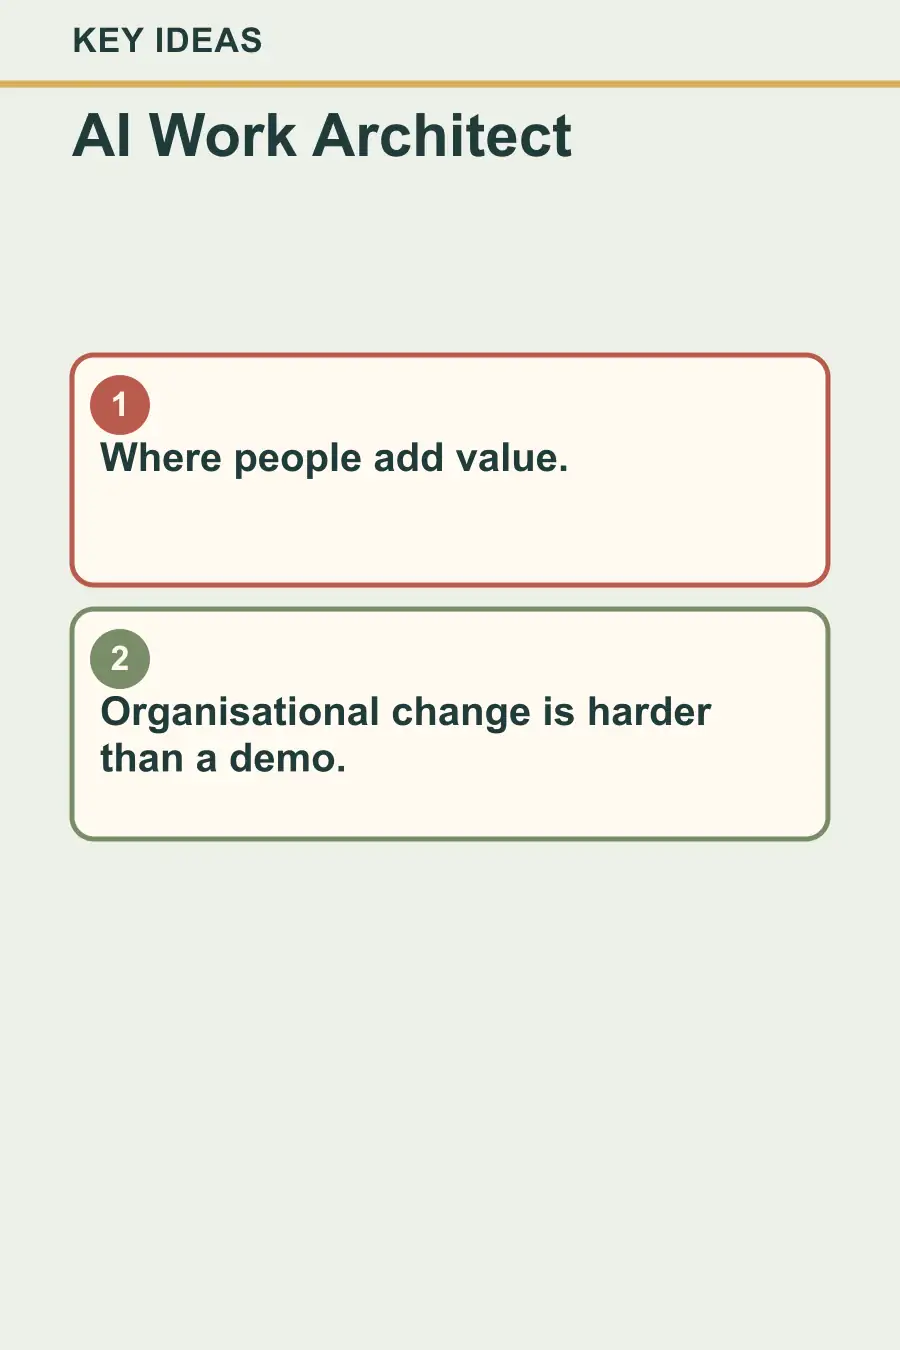 KEY IDEAS
AI Work Architect
1
Where people add value.
2
Organisational change is harder
than a demo.